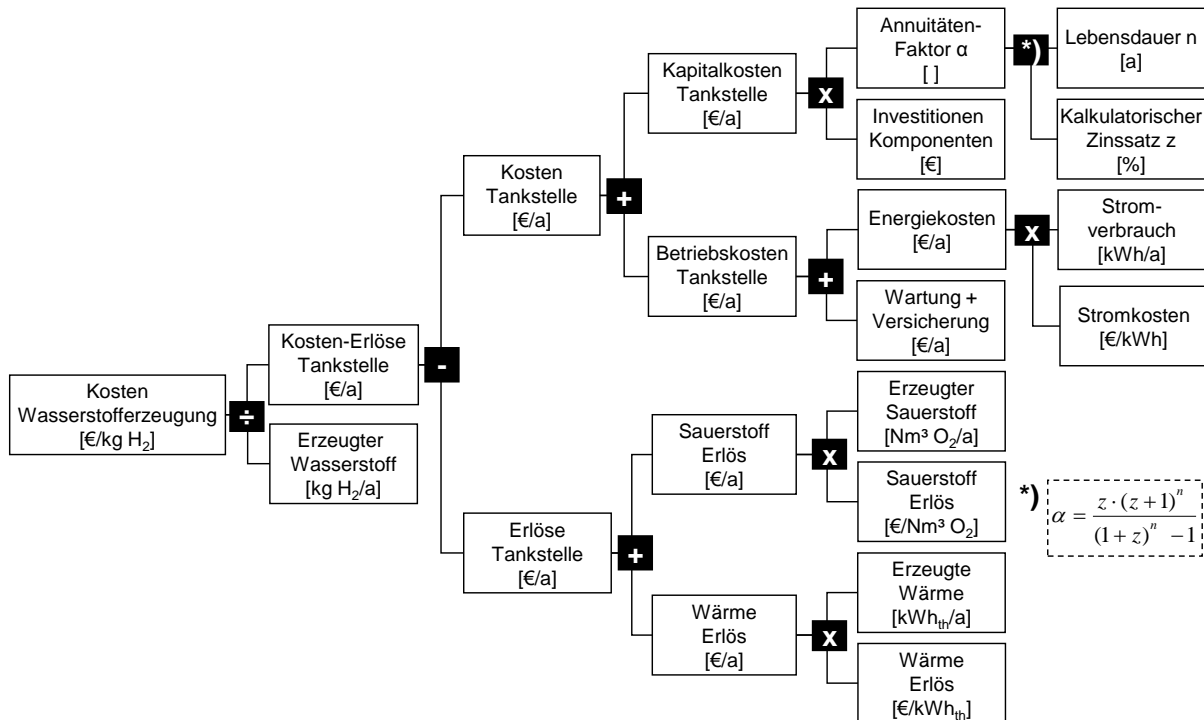 Kosten
Wasserstofferzeugung
[€/kg H₂]
÷
Kosten-Erlöse
Tankstelle
[€/a]
Erzeugter
Wasserstoff
[kg H₂/a]
-
Kosten
Tankstelle
[€/a]
+
Kapitalkosten
Tankstelle
[€/a]
x
Annuitäten-
Faktor α
[ ]
*)
Lebensdauer n
[a]
Kalkulatorischer
Zinssatz z
[%]
Investitionen
Komponenten
[€]
Betriebskosten
Tankstelle
[€/a]
+
Energiekosten
[€/a]
x
Strom-
verbrauch
[kWh/a]
Stromkosten
[€/kWh]
Wartung +
Versicherung
[€/a]
Erlöse
Tankstelle
[€/a]
+
Sauerstoff
Erlös
[€/a]
x
Erzeugter
Sauerstoff
[Nm³ O₂/a]
Sauerstoff
Erlös
[€/Nm³ O₂]
Wärme
Erlös
[€/a]
x
Erzeugte
Wärme
[kWh_th/a]
Wärme
Erlös
[€/kWh_th]
*)
α = z·(z+1)^n / (1+z)^n −1